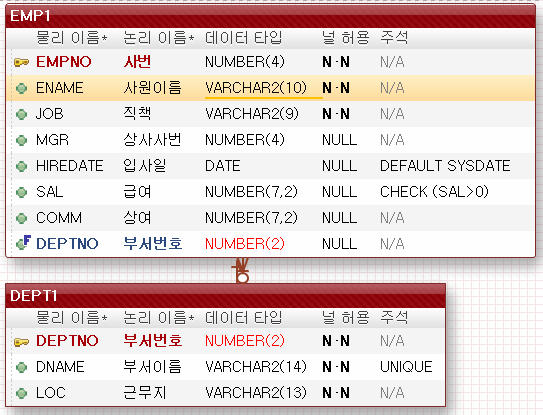 EMP1
물리 이름* 논리 이름* 데이터 타입 널 허용 주석
EMPNO 사번 NUMBER(4) N·N N/A
ENAME 사원이름 VARCHAR2(10) N·N N/A
JOB 직책 VARCHAR2(9) N·N N/A
MGR 상사사번 NUMBER(4) NULL N/A
HIREDATE 입사일 DATE NULL DEFAULT SYSDATE
SAL 급여 NUMBER(7,2) NULL CHECK (SAL>0)
COMM 상여 NUMBER(7,2) NULL N/A
F DEPTNO 부서번호 NUMBER(2) NULL N/A
DEPT1
물리 이름* 논리 이름* 데이터 타입 널 허용 주석
DEPTNO 부서번호 NUMBER(2) N·N N/A
DNAME 부서이름 VARCHAR2(14) N·N UNIQUE
LOC 근무지 VARCHAR2(13) N·N N/A